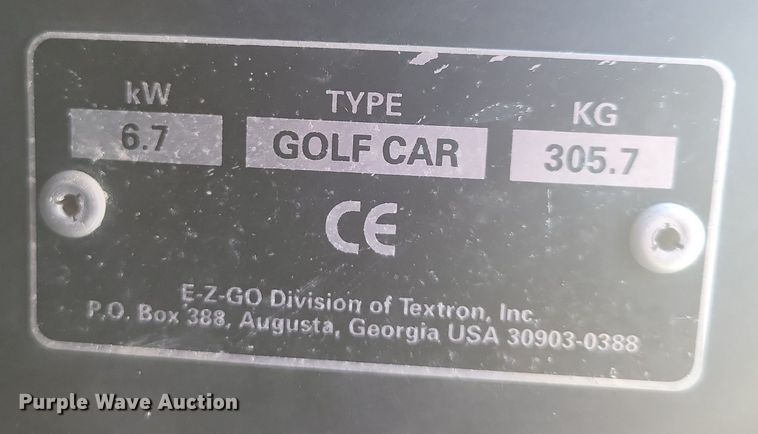 kW TYPE KG
6.7 GOLF CAR 305.7
CE
E-Z-GO Division of Textron, Inc.
P.O. Box 388, Augusta, Georgia USA 30903-0388
Purple Wave Auction